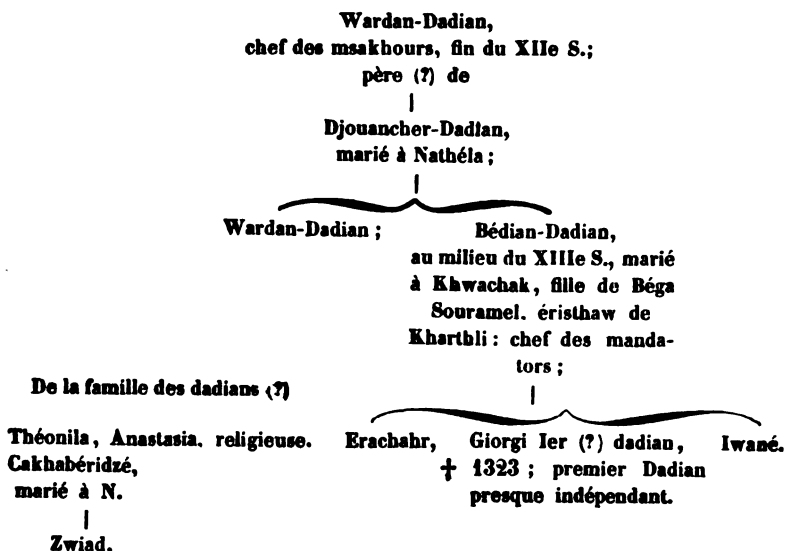 Wardan-Dadian,
chef des msakhours, fin du XIIe S.;
père (?) de
Djouancher-Dadian,
marié à Nathéla;
Wardan-Dadian;
Bédian-Dadian,
au milieu du XIIIe S., marié
à Khwachak, fille de Béga
Souramel. éristhaw de
Kharthli: chef des manda-
tors;
De la famille des dadians (?)
Théonila, Anastasia. religieuse.
Cakhabéridzé,
marié à N.
Zwiad.
Erachahr,
Giorgi Ier (?) dadian,
† 1323; premier Dadian
presque indépendant.
Iwané.